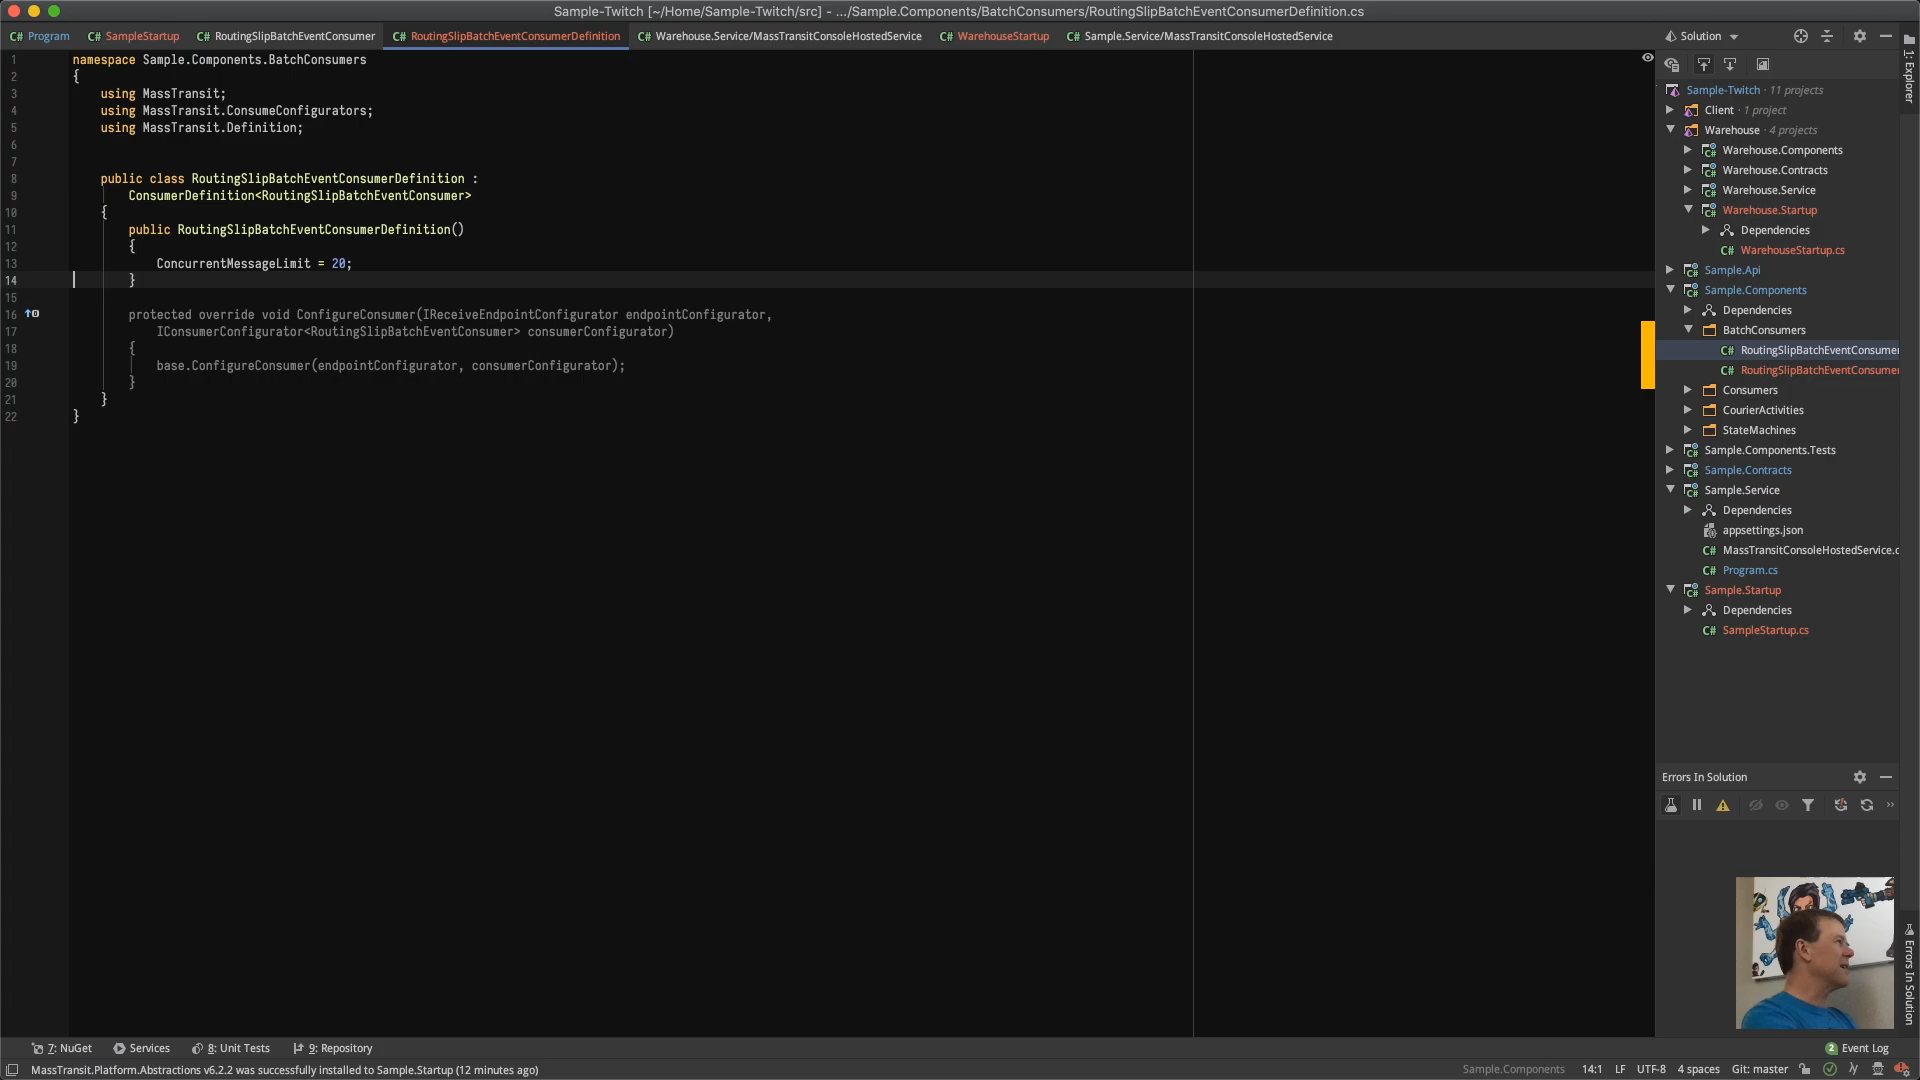 Sample-Twitch [~/Home/Sample-Twitch/src] - .../Sample.Components/BatchConsumers/RoutingSlipBatchEventConsumerDefinition.cs
C# Program
C# SampleStartup
C# RoutingSlipBatchEventConsumer
C# RoutingSlipBatchEventConsumerDefinition
C# Warehouse.Service/MassTransitConsoleHostedService
C# WarehouseStartup
C# Sample.Service/MassTransitConsoleHostedService
1 namespace Sample.Components.BatchConsumers
2 {
3 using MassTransit;
4 using MassTransit.ConsumeConfigurators;
5 using MassTransit.Definition;
6
7
8 public class RoutingSlipBatchEventConsumerDefinition :
9 ConsumerDefinition<RoutingSlipBatchEventConsumer>
10 {
11 public RoutingSlipBatchEventConsumerDefinition()
12 {
13 ConcurrentMessageLimit = 20;
14 }
15
16 protected override void ConfigureConsumer(IReceiveEndpointConfigurator endpointConfigurator,
17 IConsumerConfigurator<RoutingSlipBatchEventConsumer> consumerConfigurator)
18 {
19 base.ConfigureConsumer(endpointConfigurator, consumerConfigurator);
20 }
21 }
22 }
Solution
Sample-Twitch · 11 projects
Client · 1 project
Warehouse · 4 projects
C# Warehouse.Components
C# Warehouse.Contracts
C# Warehouse.Service
C# Warehouse.Startup
Dependencies
C# WarehouseStartup.cs
C# Sample.Api
C# Sample.Components
Dependencies
BatchConsumers
C# RoutingSlipBatchEventConsumer
C# RoutingSlipBatchEventConsumer
Consumers
CourierActivities
StateMachines
C# Sample.Components.Tests
C# Sample.Contracts
C# Sample.Service
Dependencies
appsettings.json
C# MassTransitConsoleHostedService.c
C# Program.cs
C# Sample.Startup
Dependencies
C# SampleStartup.cs
1: Explorer
Errors In Solution
Errors In Solution
7: NuGet
Services
8: Unit Tests
9: Repository
2 Event Log
MassTransit.Platform.Abstractions v6.2.2 was successfully installed to Sample.Startup (12 minutes ago)
Sample.Components
14:1
LF
UTF-8
4 spaces
Git: master